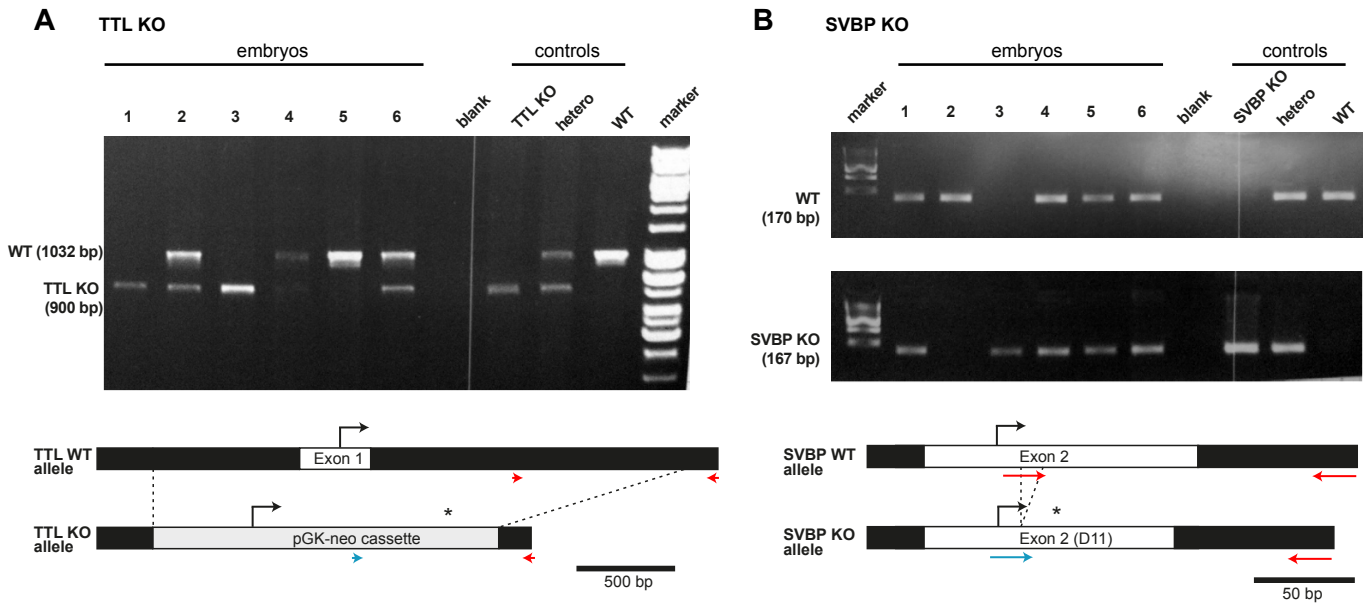 A TTL KO
embryos
controls
1 2 3 4 5 6 blank TTL KO hetero WT marker
WT (1032 bp)
TTL KO
(900 bp)
TTL WT
allele
Exon 1
TTL KO
allele
*
pGK-neo cassette
500 bp
B SVBP KO
embryos
controls
marker 1 2 3 4 5 6 blank SVBP KO hetero WT
WT
(170 bp)
SVBP KO
(167 bp)
SVBP WT
allele
Exon 2
SVBP KO
allele
*
Exon 2 (D11)
50 bp